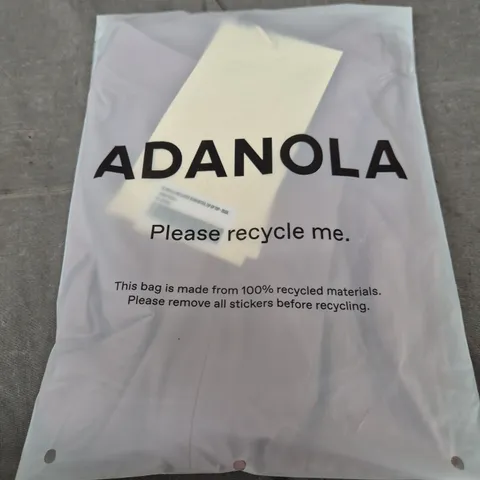 ADANOLA
Please recycle me.
This bag is made from 100% recycled materials.
Please remove all stickers before recycling.